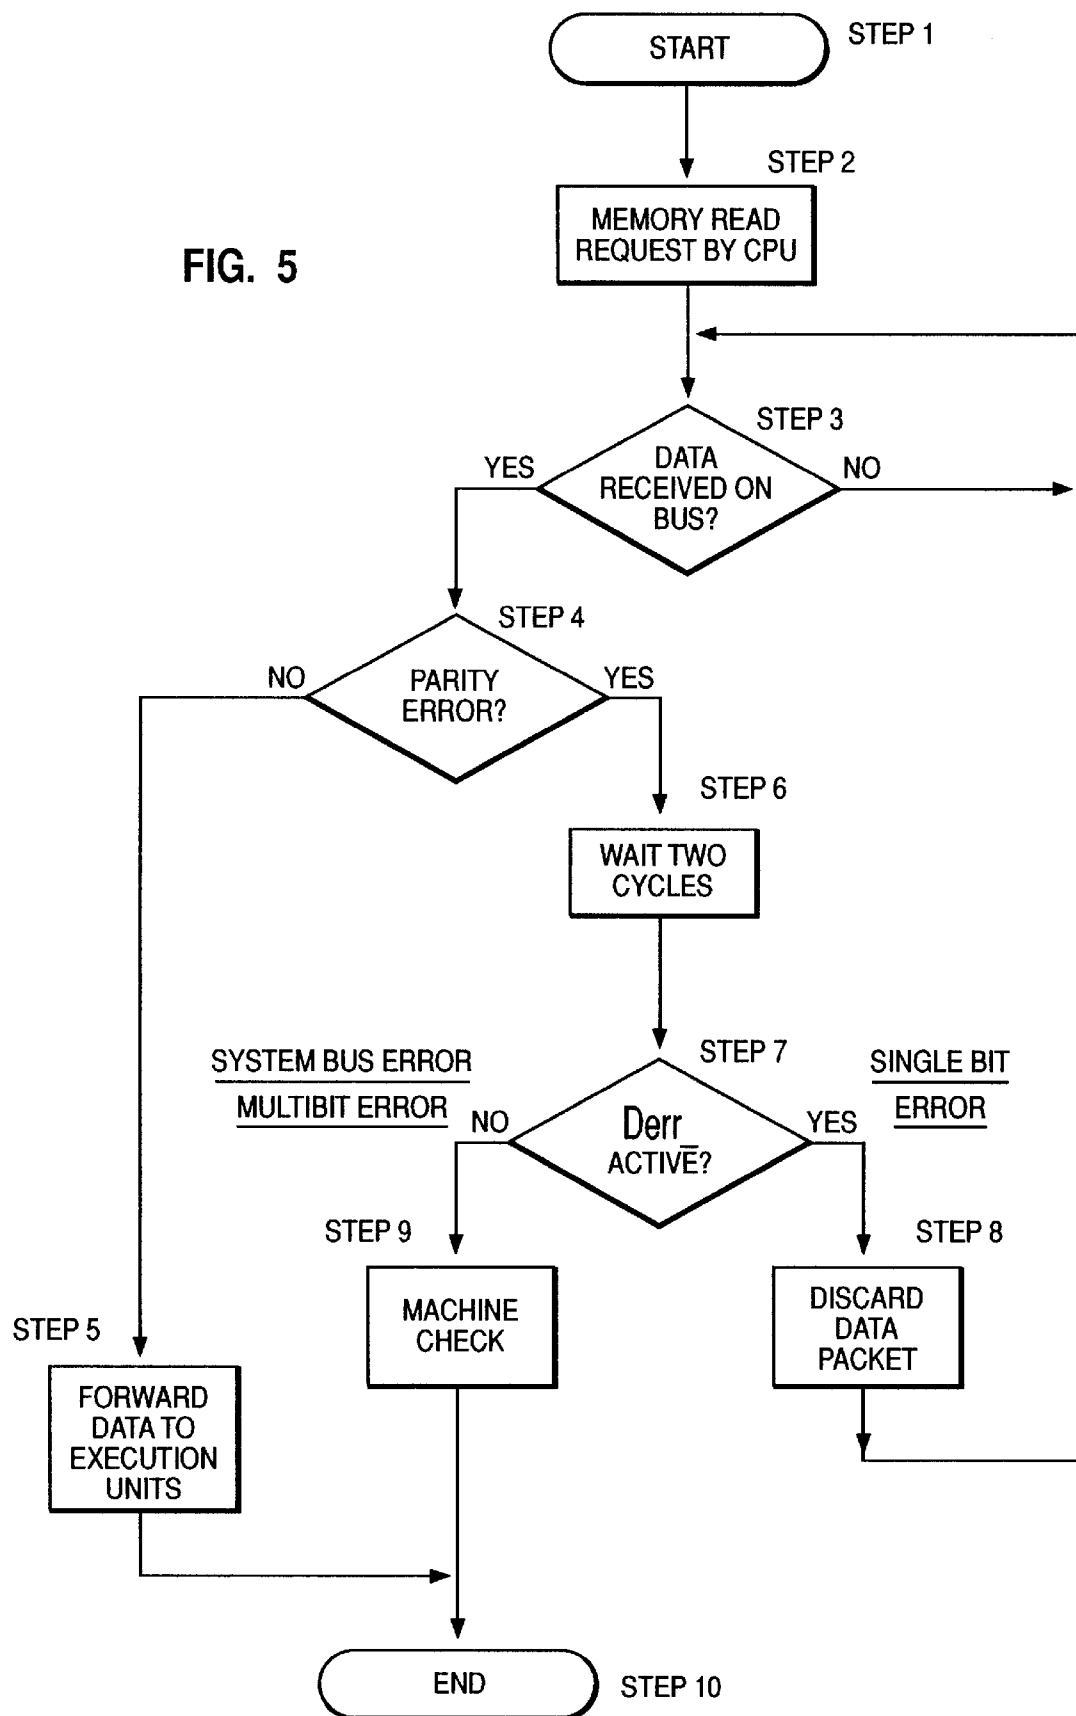 START
STEP 1
STEP 2
MEMORY READ
REQUEST BY CPU
FIG. 5
STEP 3
YES
DATA
RECEIVED ON
BUS?
NO
STEP 4
NO
PARITY
ERROR?
YES
STEP 6
WAIT TWO
CYCLES
STEP 7
SYSTEM BUS ERROR
MULTIBIT ERROR
NO
Derr_
ACTIVE?
YES
SINGLE BIT
ERROR
STEP 9
MACHINE
CHECK
STEP 8
DISCARD
DATA
PACKET
STEP 5
FORWARD
DATA TO
EXECUTION
UNITS
END
STEP 10